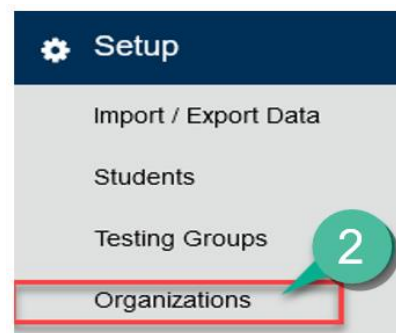 Setup
Import / Export Data
Students
Testing Groups
2
Organizations